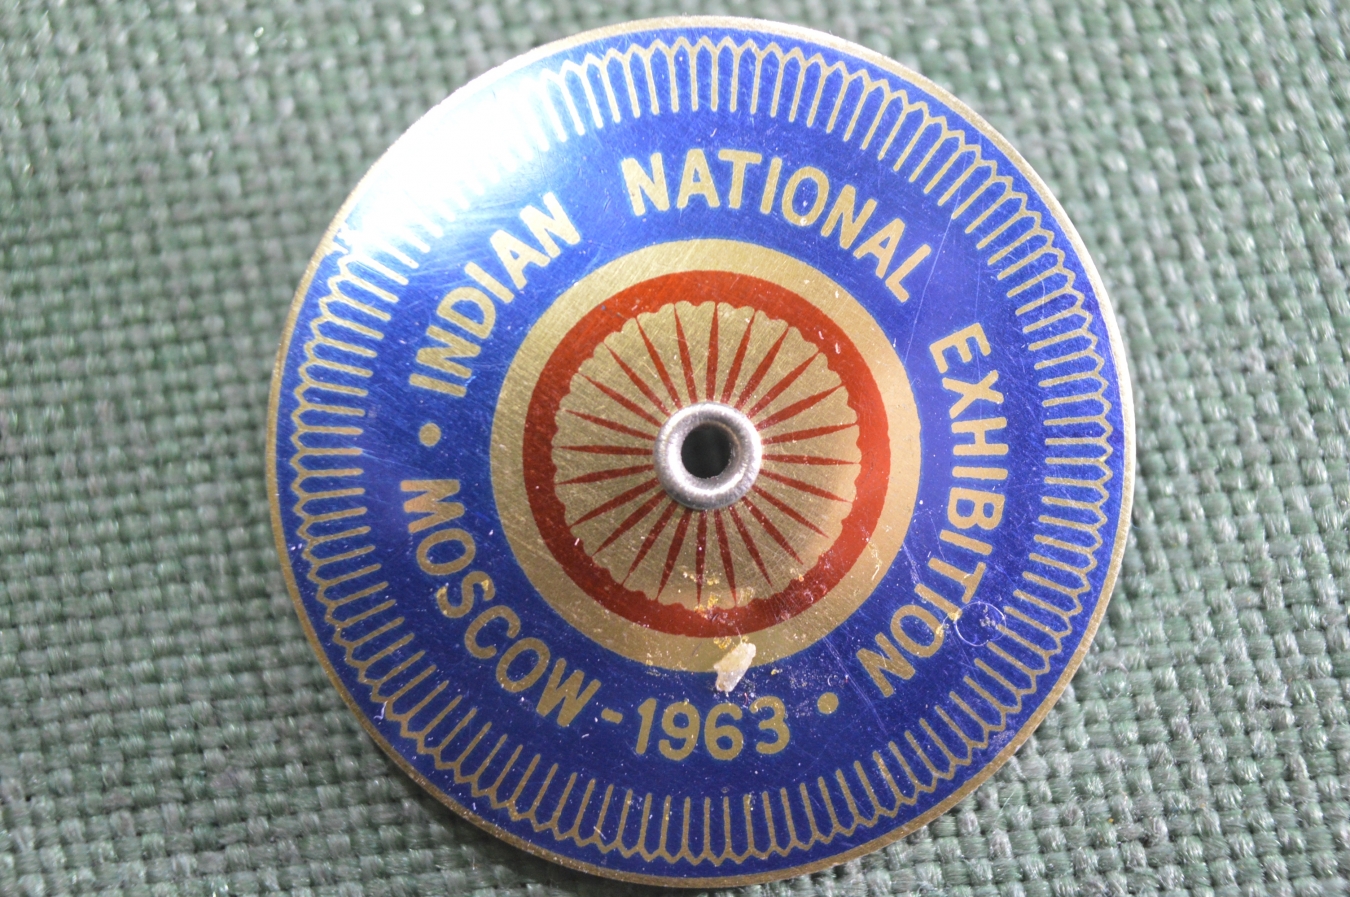 INDIAN NATIONAL EXHIBITION
MOSCOW-1963